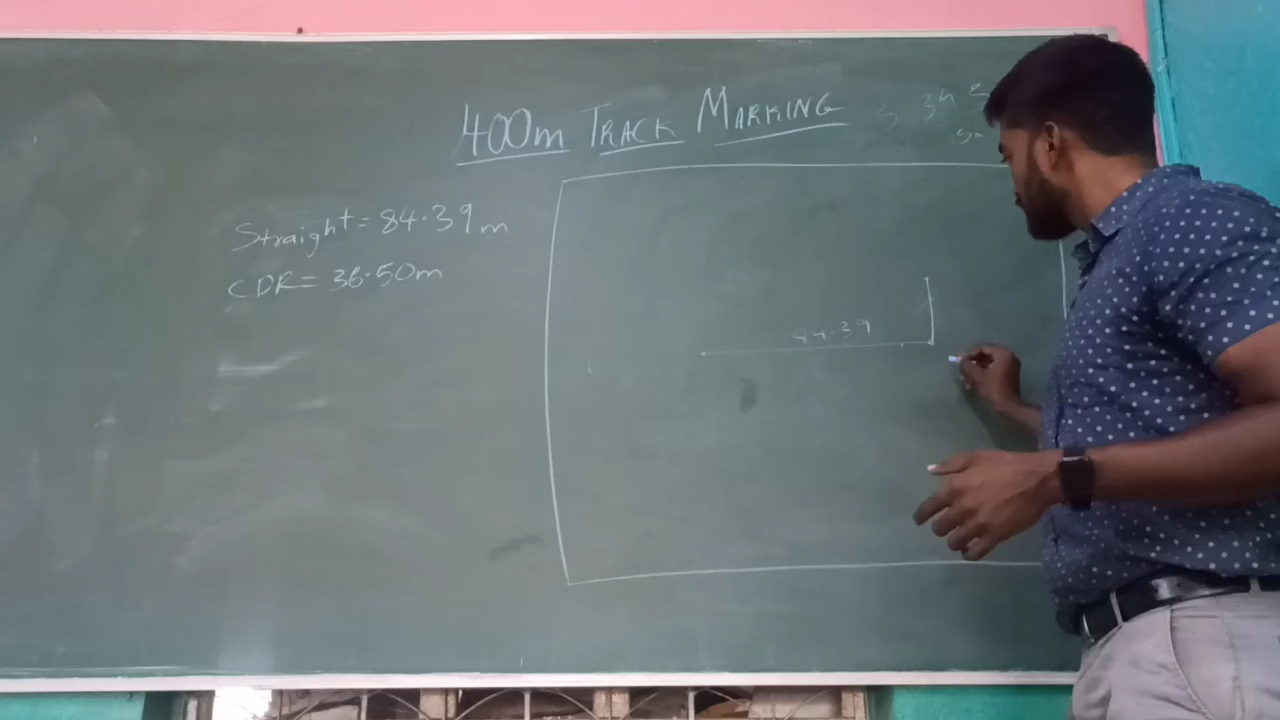 400m TRACK MARKING
Straight = 84.39m
CDR = 36.50m
84.39